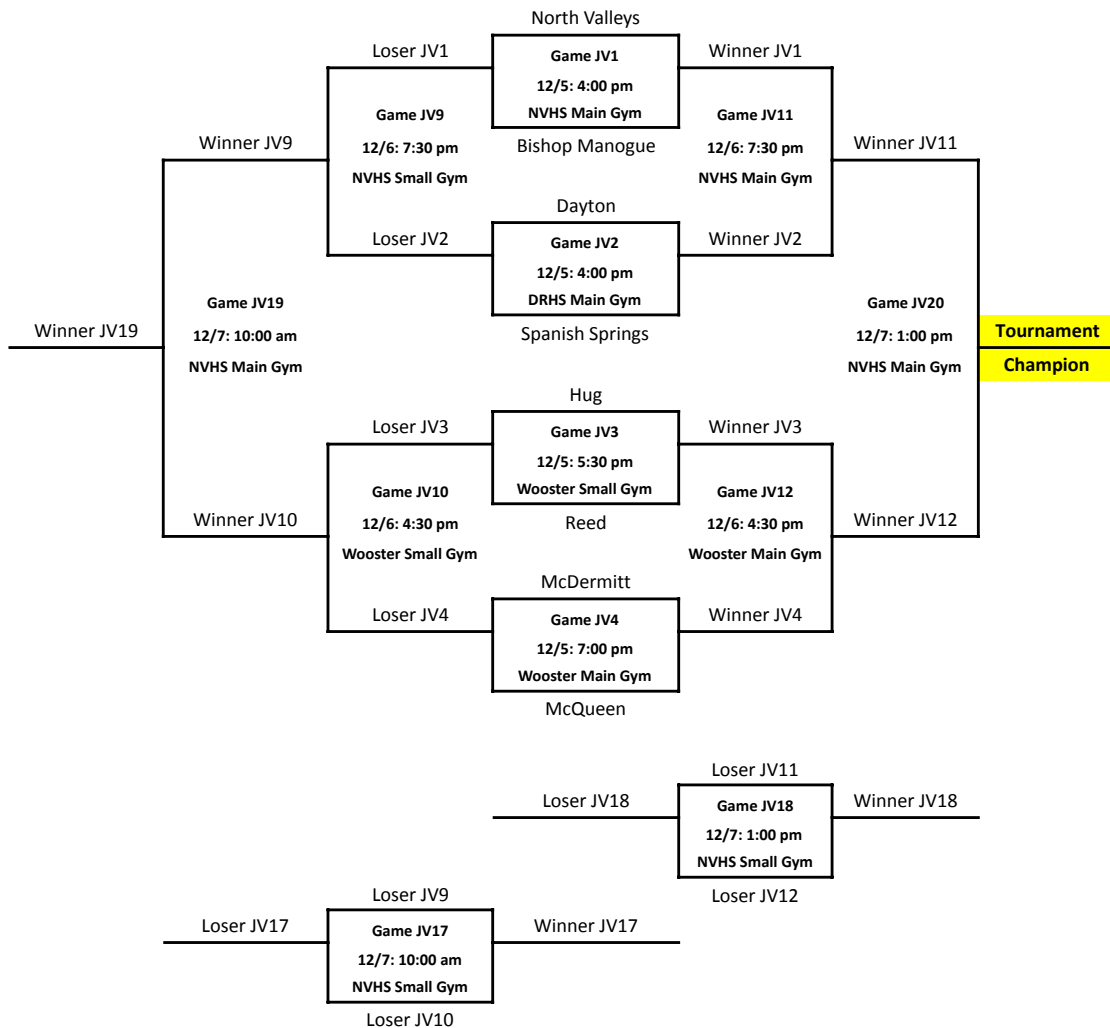 North Valleys
Loser JV1
Game JV1
Winner JV1
12/5: 4:00 pm
Game JV9
NVHS Main Gym
Game JV11
Winner JV9
12/6: 7:30 pm
Bishop Manogue
12/6: 7:30 pm
Winner JV11
NVHS Small Gym
NVHS Main Gym
Dayton
Loser JV2
Game JV2
Winner JV2
12/5: 4:00 pm
Game JV19
DRHS Main Gym
Game JV20
Winner JV19
12/7: 10:00 am
Spanish Springs
12/7: 1:00 pm
Tournament
NVHS Main Gym
NVHS Main Gym
Champion
Hug
Loser JV3
Game JV3
Winner JV3
12/5: 5:30 pm
Game JV10
Wooster Small Gym
Game JV12
Winner JV10
12/6: 4:30 pm
Reed
12/6: 4:30 pm
Winner JV12
Wooster Small Gym
Wooster Main Gym
McDermitt
Loser JV4
Game JV4
Winner JV4
12/5: 7:00 pm
Wooster Main Gym
McQueen
Loser JV11
Loser JV18
Game JV18
Winner JV18
12/7: 1:00 pm
NVHS Small Gym
Loser JV12
Loser JV9
Loser JV17
Game JV17
Winner JV17
12/7: 10:00 am
NVHS Small Gym
Loser JV10